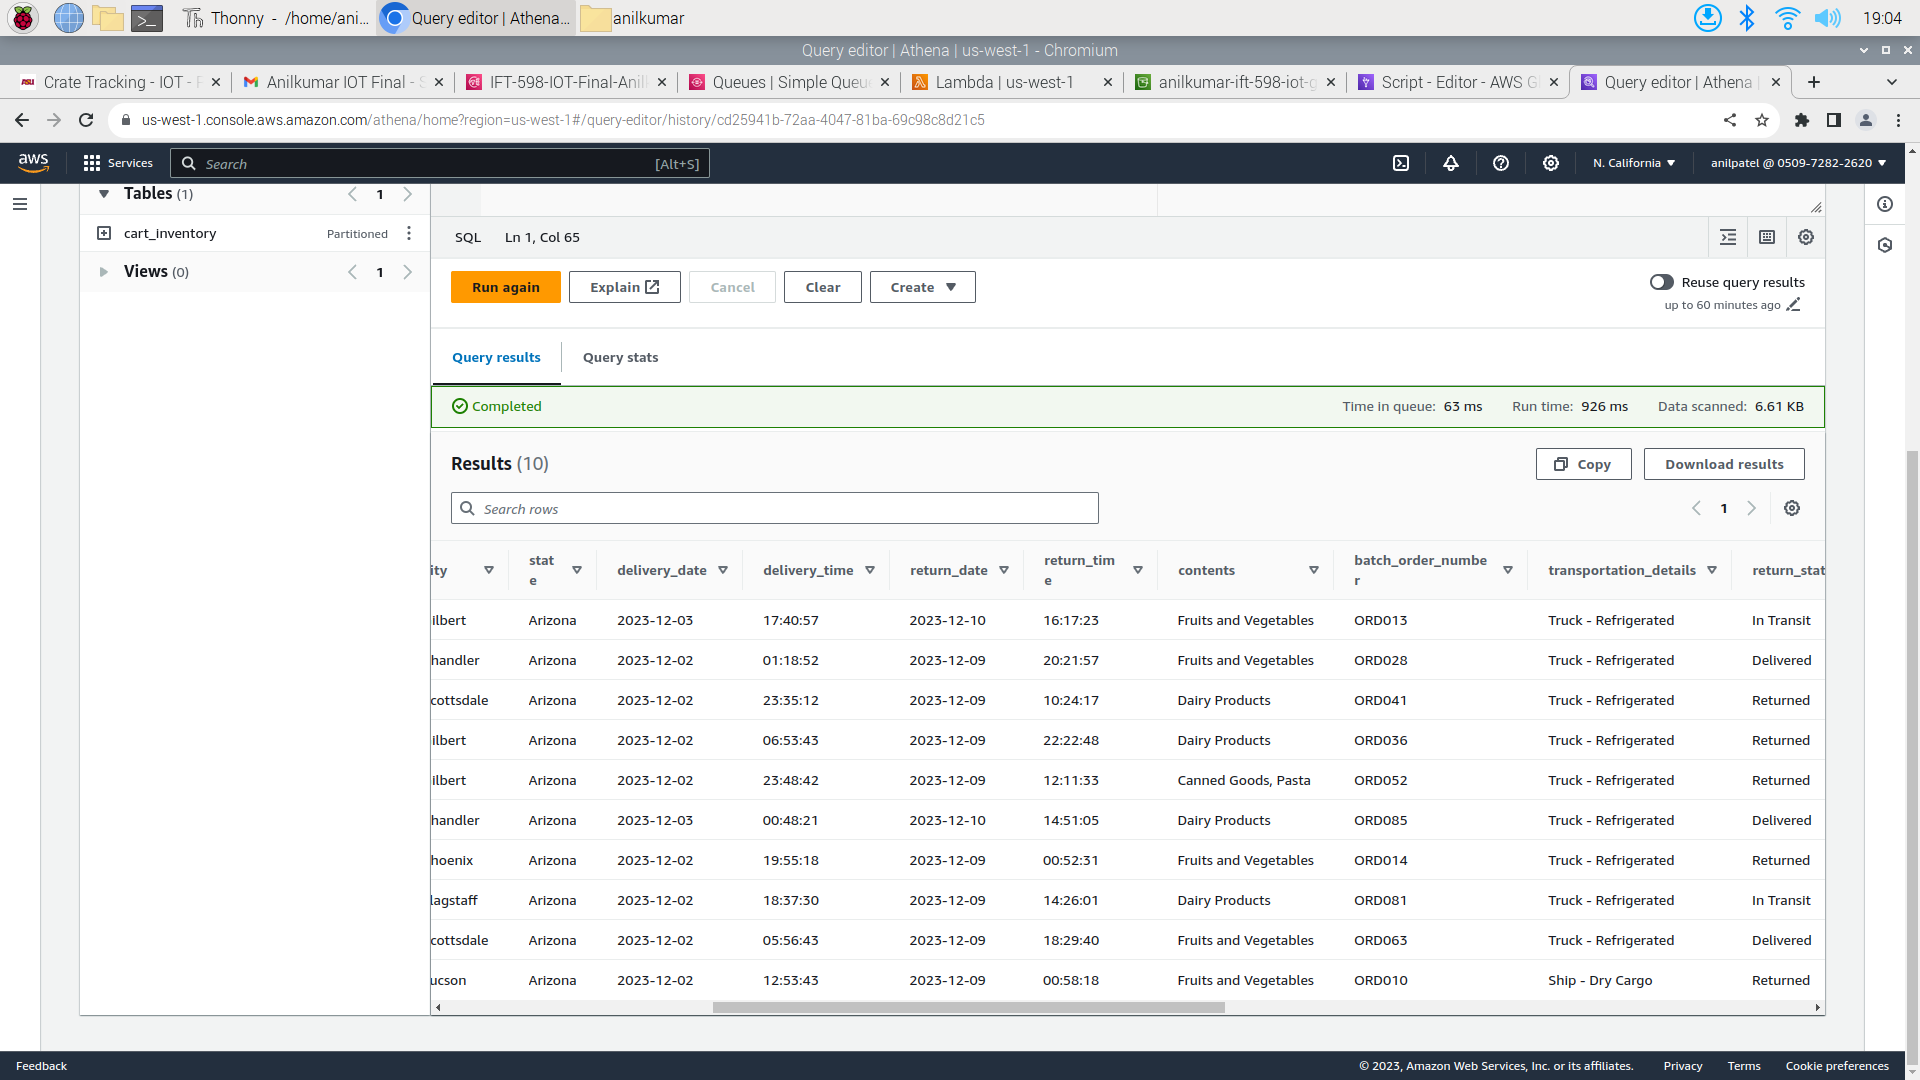 Thonny - /home/ani...
Query editor | Athena...
anilkumar
19:04
Query editor | Athena | us-west-1 - Chromium
ASU
Crate Tracking - IOT -
Anilkumar IOT Final -
IFT-598-IOT-Final-Anil
Queues | Simple Queu
Lambda | us-west-1
anilkumar-ift-598-iot-g
Script - Editor - AWS G
Query editor | Athena |
us-west-1.console.aws.amazon.com/athena/home?region=us-west-1#/query-editor/history/cd25941b-72aa-4047-81ba-69c98c8d21c5
aws
Services
Search
[Alt+S]
N. California
anilpatel @ 0509-7282-2620
Tables (1)
1
cart_inventory
Partitioned
Views (0)
1
SQL
Ln 1, Col 65
Run again
Explain
Cancel
Clear
Create
Reuse query results
up to 60 minutes ago
Query results
Query stats
Completed
Time in queue: 63 ms
Run time: 926 ms
Data scanned: 6.61 KB
Results (10)
Copy
Download results
Search rows
1
ity state delivery_date delivery_time return_date return_time contents batch_order_number transportation_details return_stat
ilbert Arizona 2023-12-03 17:40:57 2023-12-10 16:17:23 Fruits and Vegetables ORD013 Truck - Refrigerated In Transit
handler Arizona 2023-12-02 01:18:52 2023-12-09 20:21:57 Fruits and Vegetables ORD028 Truck - Refrigerated Delivered
cottsdale Arizona 2023-12-02 23:35:12 2023-12-09 10:24:17 Dairy Products ORD041 Truck - Refrigerated Returned
ilbert Arizona 2023-12-02 06:53:43 2023-12-09 22:22:48 Dairy Products ORD036 Truck - Refrigerated Returned
ilbert Arizona 2023-12-02 23:48:42 2023-12-09 12:11:33 Canned Goods, Pasta ORD052 Truck - Refrigerated Returned
handler Arizona 2023-12-03 00:48:21 2023-12-10 14:51:05 Dairy Products ORD085 Truck - Refrigerated Delivered
hoenix Arizona 2023-12-02 19:55:18 2023-12-09 00:52:31 Fruits and Vegetables ORD014 Truck - Refrigerated Returned
lagstaff Arizona 2023-12-02 18:37:30 2023-12-09 14:26:01 Dairy Products ORD081 Truck - Refrigerated In Transit
cottsdale Arizona 2023-12-02 05:56:43 2023-12-09 18:29:40 Fruits and Vegetables ORD063 Truck - Refrigerated Delivered
ucson Arizona 2023-12-02 12:53:43 2023-12-09 00:58:18 Fruits and Vegetables ORD010 Ship - Dry Cargo Returned
Feedback
© 2023, Amazon Web Services, Inc. or its affiliates.
Privacy
Terms
Cookie preferences